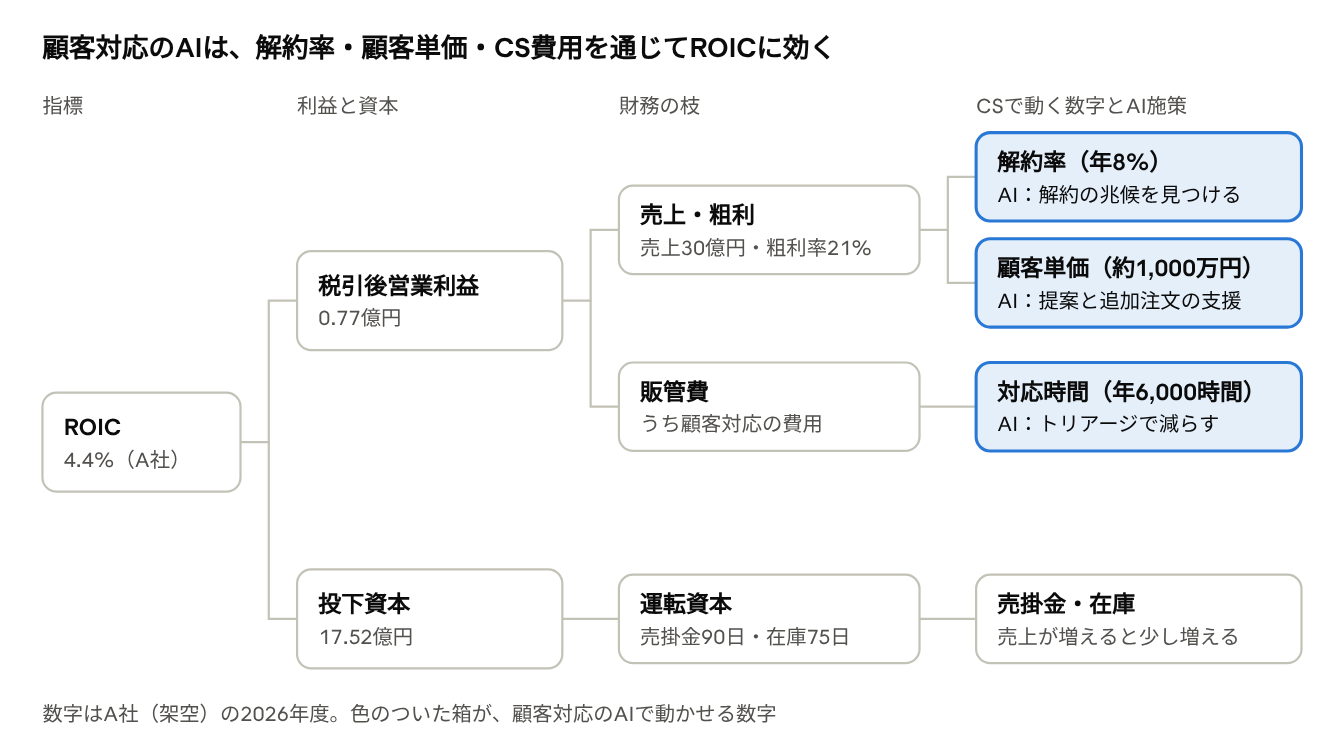 顧客対応のAIは、解約率・顧客単価・CS費用を通じてROICに効く
指標
利益と資本
財務の枝
CSで動く数字とAI施策
解約率（年8%）
AI：解約の兆候を見つける
売上・粗利
売上30億円・粗利率21%
顧客単価（約1,000万円）
AI：提案と追加注文の支援
税引後営業利益
0.77億円
販管費
うち顧客対応の費用
対応時間（年6,000時間）
AI：トリアージで減らす
ROIC
4.4%（A社）
投下資本
17.52億円
運転資本
売掛金90日・在庫75日
売掛金・在庫
売上が増えると少し増える
数字はA社（架空）の2026年度。色のついた箱が、顧客対応のAIで動かせる数字